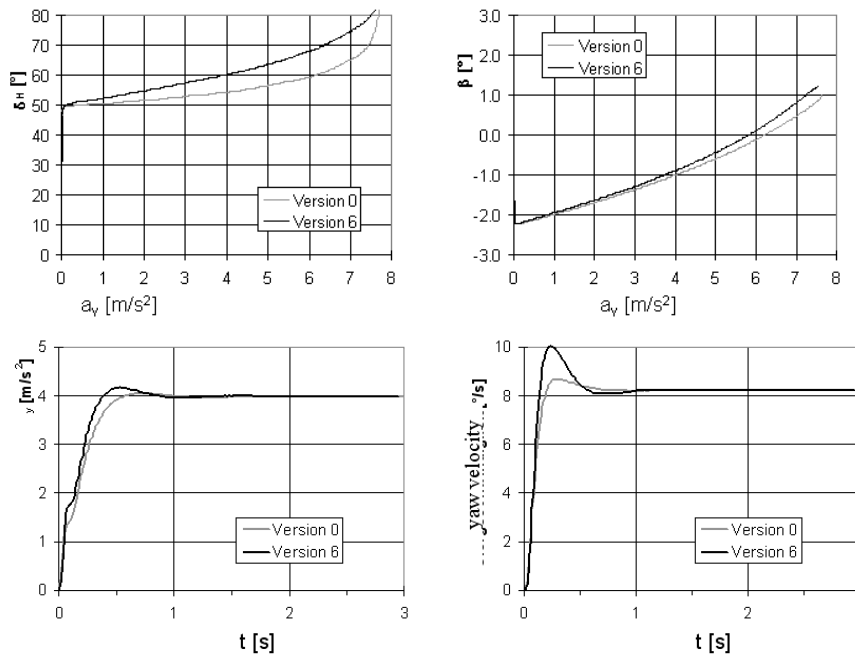 80
70
60
50
40
30
20
10
0
δH [°]
Version 0
Version 6
0 1 2 3 4 5 6 7 8
aY [m/s²]
3.0
2.0
1.0
0.0
-1.0
-2.0
-3.0
β [°]
Version 0
Version 6
0 1 2 3 4 5 6 7 8
aY [m/s²]
5
4
3
2
1
0
y [m/s²]
Version 0
Version 6
0 1 2 3
t [s]
10
8
6
4
2
0
yaw velocity °/s]
Version 0
Version 6
0 1 2
t [s]